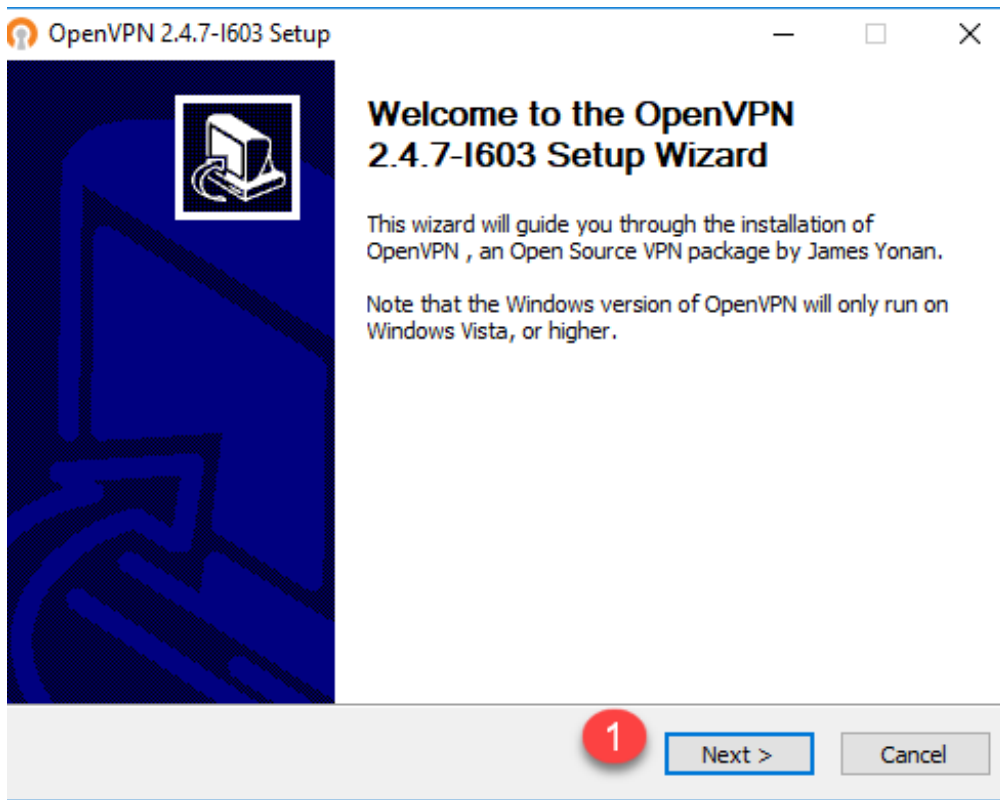 OpenVPN 2.4.7-I603 Setup
Welcome to the OpenVPN
2.4.7-I603 Setup Wizard
This wizard will guide you through the installation of
OpenVPN , an Open Source VPN package by James Yonan.
Note that the Windows version of OpenVPN will only run on
Windows Vista, or higher.
1
Next >
Cancel